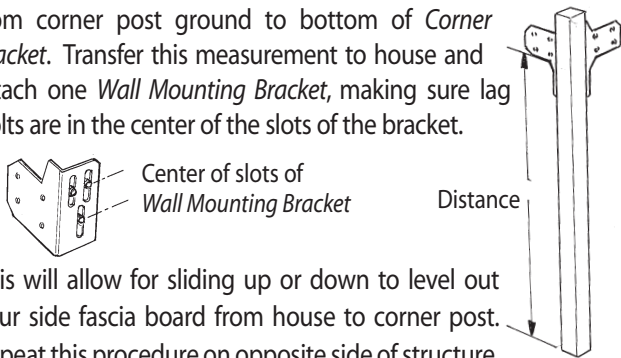 om corner post ground to bottom of Corner
acket. Transfer this measurement to house and
tach one Wall Mounting Bracket, making sure lag
olts are in the center of the slots of the bracket.
Center of slots of
Wall Mounting Bracket
Distance
is will allow for sliding up or down to level out
ur side fascia board from house to corner post.
peat this procedure on opposite side of structure